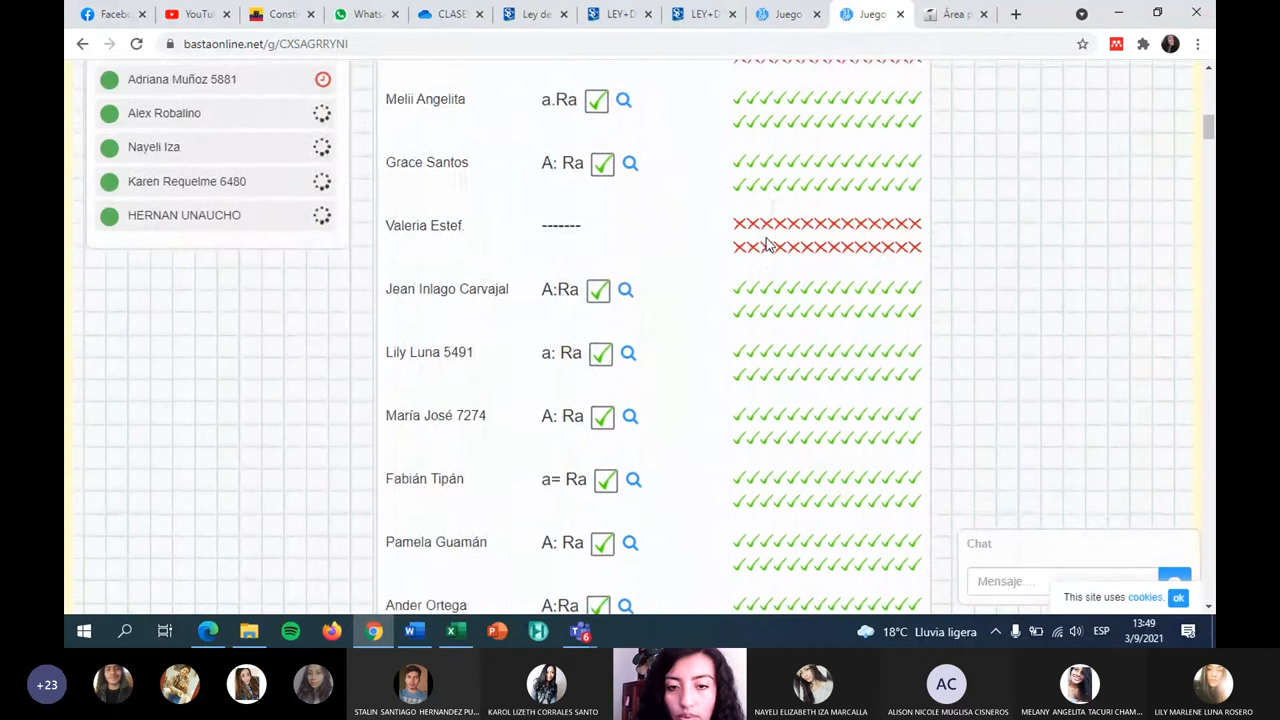 Faceb
YouTu
Consti
Whats
CLASE
Ley de
LEY+D
LEY+D
Juego
Juego
Área p
bastaonline.net/g/CXSAGRRYNI
Adriana Muñoz 5881
Alex Robalino
Nayeli Iza
Karen Requelme 6480
HERNAN UNAUCHO
Melii Angelita a.Ra
Grace Santos A: Ra
Valeria Estef. -------
Jean Inlago Carvajal A:Ra
Lily Luna 5491 a: Ra
María José 7274 A: Ra
Fabián Tipán a= Ra
Pamela Guamán A: Ra
Ander Ortega A:Ra
Chat
Mensaje....
This site uses cookies. ok
18°C Lluvia ligera
ESP
13:49
3/9/2021
6
+23
STALIN SANTIAGO HERNANDEZ PU...
KAROL LIZETH CORRALES SANTO
NAYELI ELIZABETH IZA MARCALLA
AC
ALISON NICOLE MUGLISA CISNEROS
MELANY ANGELITA TACURI CHAM...
LILY MARLENE LUNA ROSERO